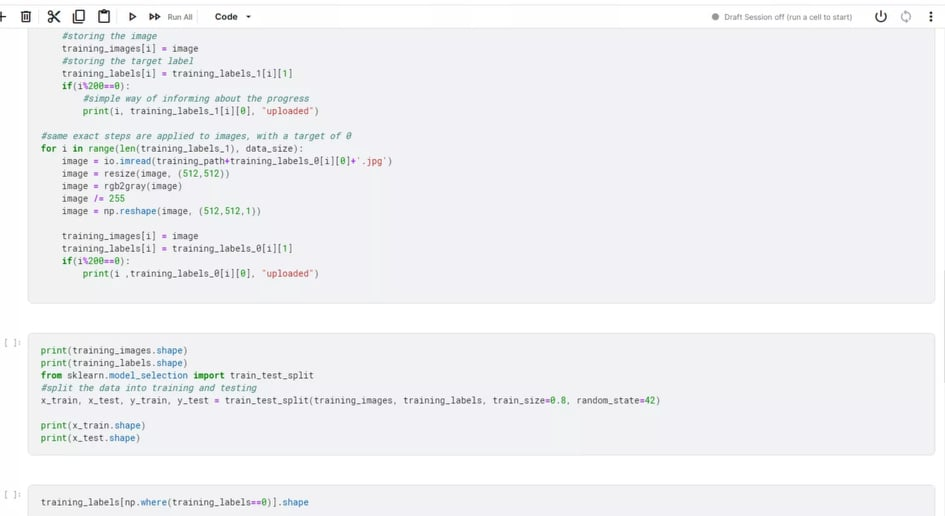 Run All Code Draft Session off (run a cell to start)
#storing the image
training_images[i] = image
#storing the target label
training_labels[i] = training_labels_1[i][1]
if(i%200==0):
#simple way of informing about the progress
print(i, training_labels_1[i][0], "uploaded")
#same exact steps are applied to images, with a target of 0
for i in range(len(training_labels_1), data_size):
image = io.imread(training_path+training_labels_0[i][0]+'.jpg')
image = resize(image, (512,512))
image = rgb2gray(image)
image /= 255
image = np.reshape(image, (512,512,1))
training_images[i] = image
training_labels[i] = training_labels_0[i][1]
if(i%200==0):
print(i ,training_labels_0[i][0], "uploaded")
[ ]:
print(training_images.shape)
print(training_labels.shape)
from sklearn.model_selection import train_test_split
#split the data into training and testing
x_train, x_test, y_train, y_test = train_test_split(training_images, training_labels, train_size=0.8, random_state=42)
print(x_train.shape)
print(x_test.shape)
[ ]:
training_labels[np.where(training_labels==0)].shape